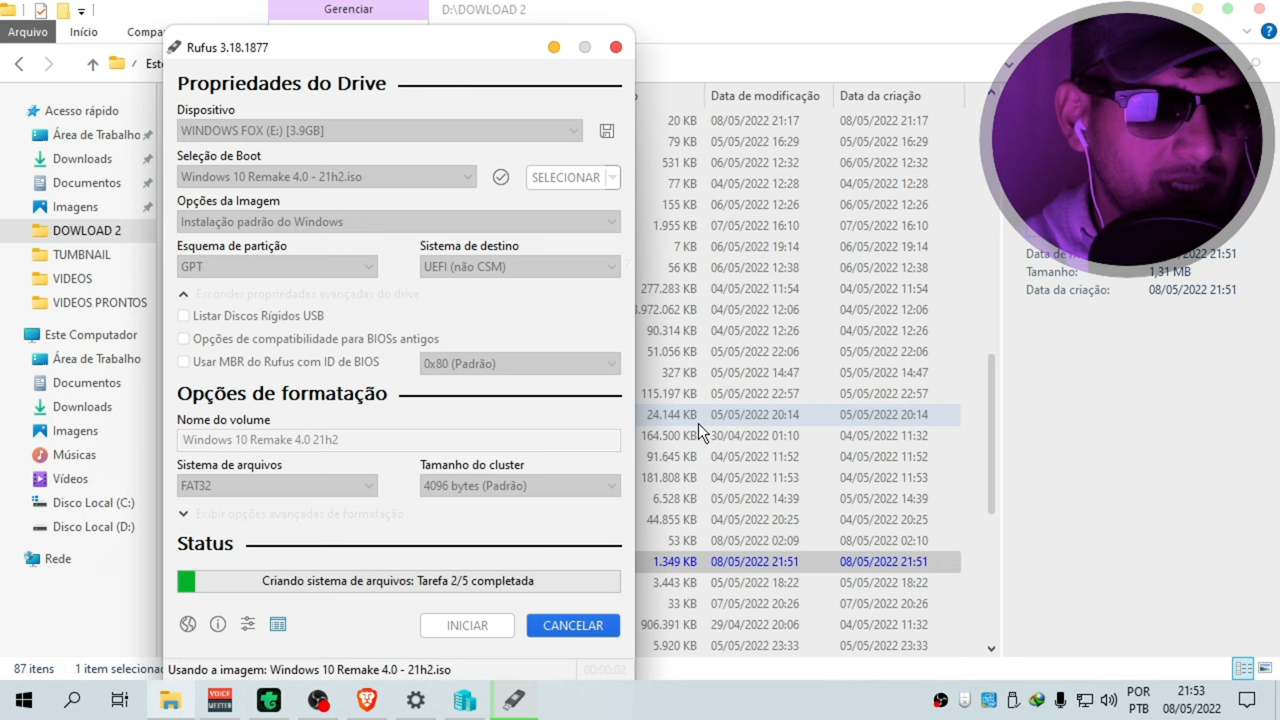 Gerenciar
D:\DOWLOAD 2
Arquivo
Início
Compa
Este
Acesso rápido
Área de Trabalho
Downloads
Documentos
Imagens
DOWLOAD 2
TUMBNAIL
VIDEOS
VIDEOS PRONTOS
Este Computador
Área de Trabalho
Documentos
Downloads
Imagens
Músicas
Vídeos
Disco Local (C:)
Disco Local (D:)
Rede
Rufus 3.18.1877
Propriedades do Drive
Dispositivo
WINDOWS FOX (E:) [3.9GB]
Seleção de Boot
Windows 10 Remake 4.0 - 21h2.iso
SELECIONAR
Opções da Imagem
Instalação padrão do Windows
Esquema de partição
Sistema de destino
GPT
UEFI (não CSM)
?
Esconder propriedades avançadas do drive
Listar Discos Rígidos USB
Opções de compatibilidade para BIOSs antigos
Usar MBR do Rufus com ID de BIOS
0x80 (Padrão)
Opções de formatação
Nome do volume
Windows 10 Remake 4.0 21h2
Sistema de arquivos
Tamanho do cluster
FAT32
4096 bytes (Padrão)
Exibir opções avançadas de formatação
Status
Criando sistema de arquivos: Tarefa 2/5 completada
INICIAR
CANCELAR
Usando a imagem: Windows 10 Remake 4.0 - 21h2.iso
00:00:02
Data de modificação
Data da criação
20 KB 08/05/2022 21:17 08/05/2022 21:17
79 KB 05/05/2022 16:29 05/05/2022 16:29
531 KB 06/05/2022 12:32 06/05/2022 12:32
77 KB 04/05/2022 12:28 04/05/2022 12:28
155 KB 06/05/2022 12:26 06/05/2022 12:26
1.955 KB 07/05/2022 16:10 07/05/2022 16:10
7 KB 06/05/2022 19:14 06/05/2022 19:14
56 KB 06/05/2022 12:38 06/05/2022 12:38
277.283 KB 04/05/2022 11:54 04/05/2022 11:54
3.972.062 KB 04/05/2022 12:06 04/05/2022 12:06
90.314 KB 04/05/2022 12:26 04/05/2022 12:26
51.056 KB 05/05/2022 22:06 05/05/2022 22:06
327 KB 05/05/2022 14:47 05/05/2022 14:47
115.197 KB 05/05/2022 22:57 05/05/2022 22:57
24.144 KB 05/05/2022 20:14 05/05/2022 20:14
164.500 KB 30/04/2022 01:10 04/05/2022 11:32
91.645 KB 04/05/2022 11:52 04/05/2022 11:52
181.808 KB 04/05/2022 11:53 04/05/2022 11:53
6.528 KB 05/05/2022 14:39 05/05/2022 14:39
44.855 KB 04/05/2022 20:25 04/05/2022 20:25
53 KB 08/05/2022 02:09 08/05/2022 02:10
1.349 KB 08/05/2022 21:51 08/05/2022 21:51
3.443 KB 05/05/2022 18:22 05/05/2022 18:22
33 KB 07/05/2022 20:26 07/05/2022 20:26
906.391 KB 29/04/2022 20:06 04/05/2022 11:32
5.920 KB 05/05/2022 23:33 05/05/2022 23:33
Data de 2022 21:51
Tamanho: 1,31 MB
Data da criação: 08/05/2022 21:51
87 itens
1 item seleciona
VOICE
MEETER
POR
PTB
21:53
08/05/2022